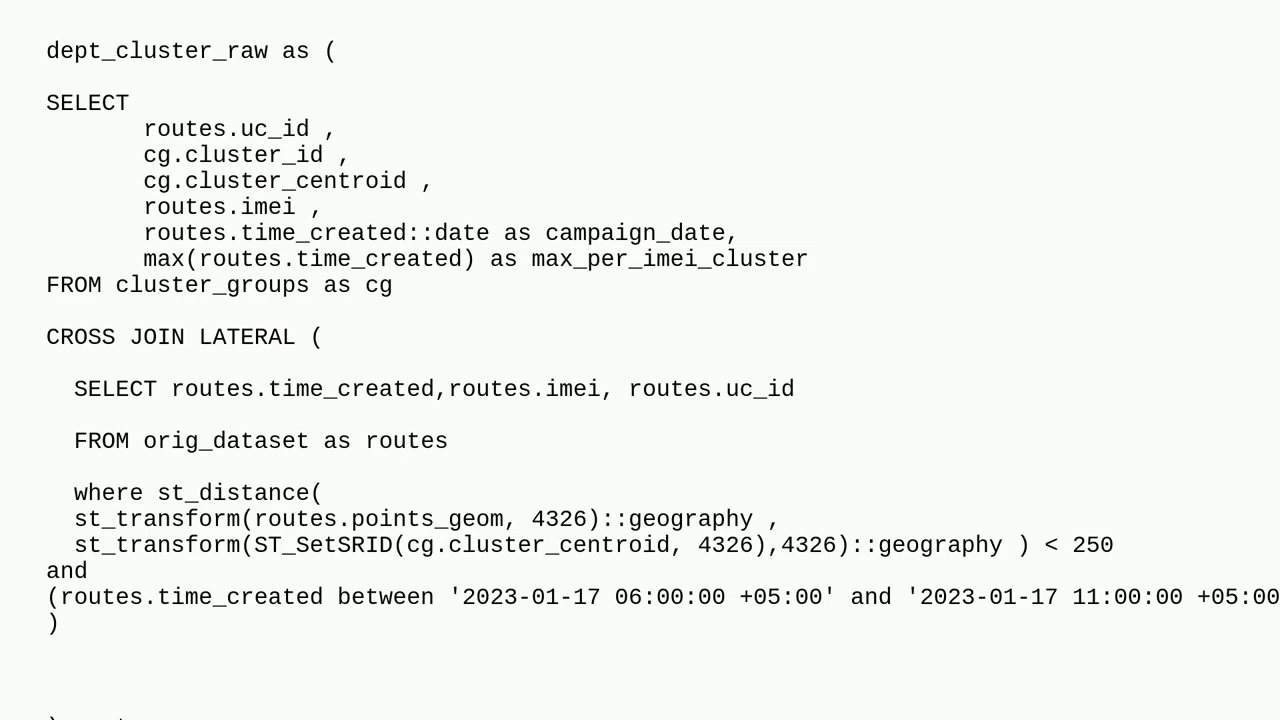 dept_cluster_raw as (
SELECT
routes.uc_id ,
cg.cluster_id ,
cg.cluster_centroid ,
routes.imei ,
routes.time_created::date as campaign_date,
max(routes.time_created) as max_per_imei_cluster
FROM cluster_groups as cg
CROSS JOIN LATERAL (
SELECT routes.time_created,routes.imei, routes.uc_id
FROM orig_dataset as routes
where st_distance(
st_transform(routes.points_geom, 4326)::geography ,
st_transform(ST_SetSRID(cg.cluster_centroid, 4326),4326)::geography ) < 250
and
(routes.time_created between '2023-01-17 06:00:00 +05:00' and '2023-01-17 11:00:00 +05:00
)